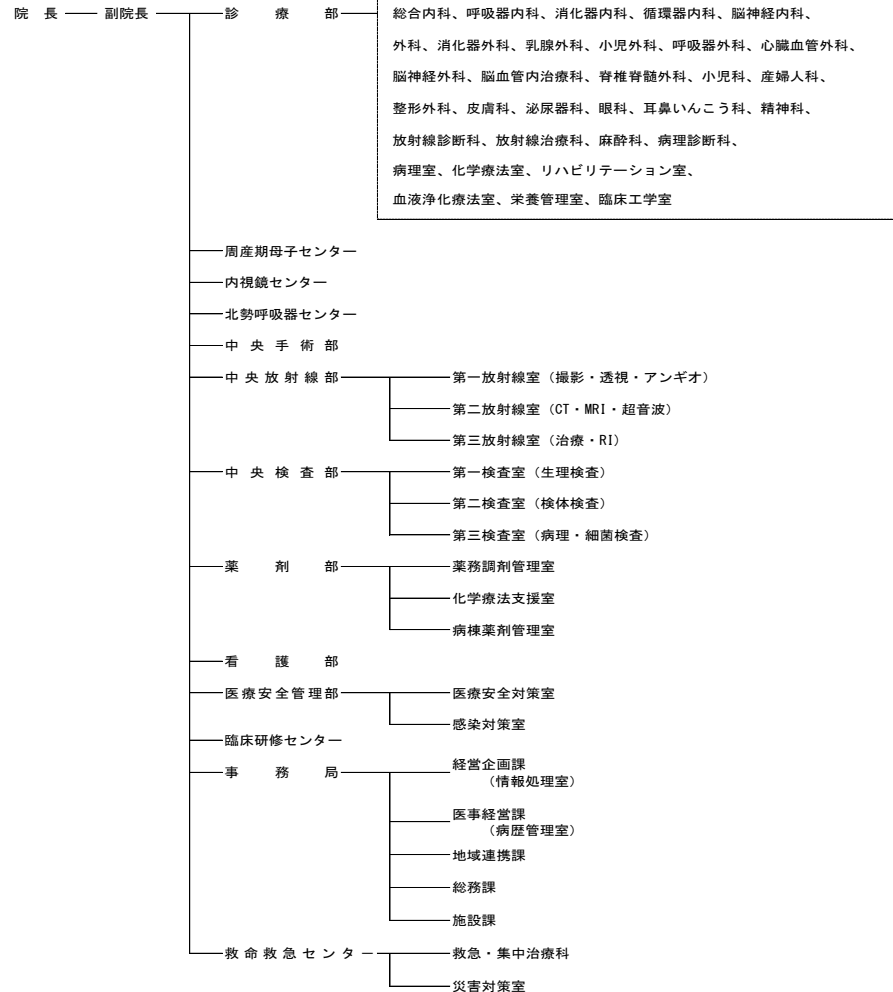 院　長　副院長　診　療　部　総合内科、呼吸器内科、消化器内科、循環器内科、脳神経内科、
外科、消化器外科、乳腺外科、小児外科、呼吸器外科、心臓血管外科、
脳神経外科、脳血管内治療科、脊椎脊髄外科、小児科、産婦人科、
整形外科、皮膚科、泌尿器科、眼科、耳鼻いんこう科、精神科、
放射線診断科、放射線治療科、麻酔科、病理診断科、
病理室、化学療法室、リハビリテーション室、
血液浄化療法室、栄養管理室、臨床工学室
周産期母子センター
内視鏡センター
北勢呼吸器センター
中央手術部
中央放射線部　第一放射線室（撮影・透視・アンギオ）
第二放射線室（CT・MRI・超音波）
第三放射線室（治療・RI）
中央検査部　第一検査室（生理検査）
第二検査室（検体検査）
第三検査室（病理・細菌検査）
薬　剤　部　薬務調剤管理室
化学療法支援室
病棟薬剤管理室
看　護　部
医療安全管理部　医療安全対策室
感染対策室
臨床研修センター
事　務　局　経営企画課
（情報処理室）
医事経営課
（病歴管理室）
地域連携課
総務課
施設課
救命救急センター　救急・集中治療科
災害対策室